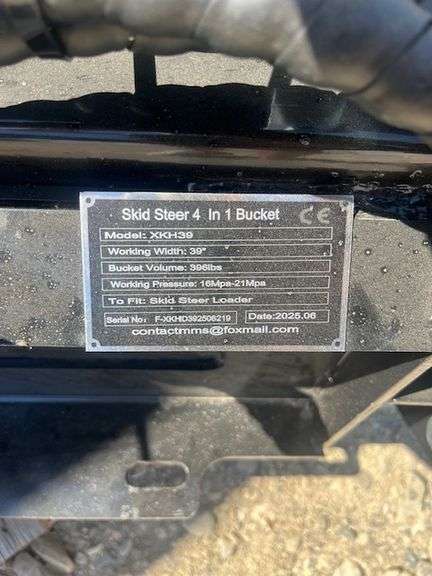 Skid Steer 4 In 1 Bucket CE
Model: XKH39
Working Width: 39"
Bucket Volume: 396lbs
Working Pressure: 16Mpa-21Mpa
To Fit: Skid Steer Loader
Serial No: F-XKHD392506219 Date:2025.06
contactmms@foxmail.com